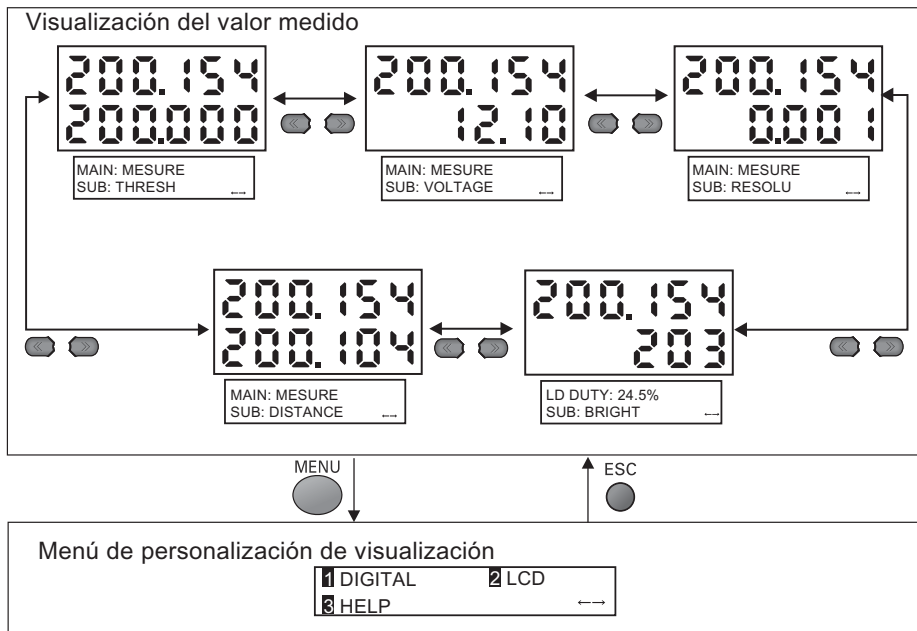 Visualización del valor medido
200.154
200.000
MAIN: MESURE
SUB: THRESH ←→
200.154
12.10
MAIN: MESURE
SUB: VOLTAGE ←→
200.154
0.001
MAIN: MESURE
SUB: RESOLU ←→
200.154
200.104
MAIN: MESURE
SUB: DISTANCE ←→
200.154
203
LD DUTY: 24.5%
SUB: BRIGHT ←→
MENU
ESC
Menú de personalización de visualización
1 DIGITAL 2 LCD
3 HELP ←→